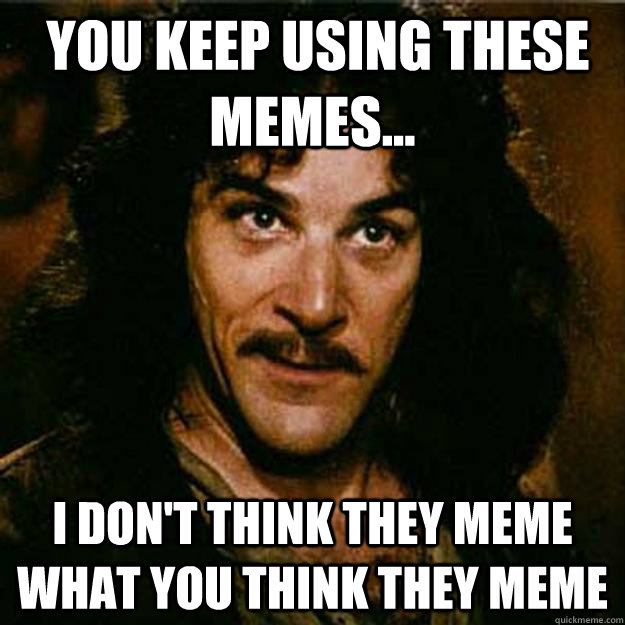 YOU KEEP USING THESE
MEMES...
I DON'T THINK THEY MEME
WHAT YOU THINK THEY MEME
quickmeme.com